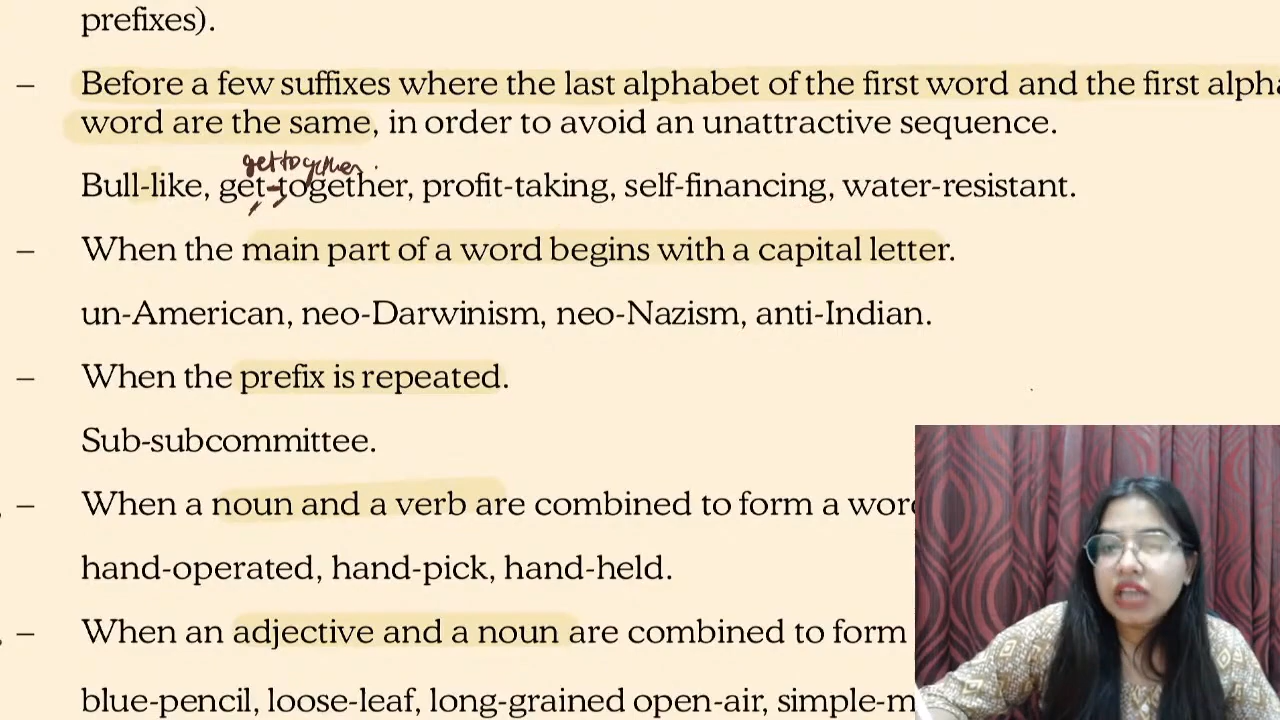 prefixes).
– Before a few suffixes where the last alphabet of the first word and the first alpha
word are the same, in order to avoid an unattractive sequence.
gettogether.
Bull-like, get-together, profit-taking, self-financing, water-resistant.
– When the main part of a word begins with a capital letter.
un-American, neo-Darwinism, neo-Nazism, anti-Indian.
– When the prefix is repeated.
Sub-subcommittee.
– When a noun and a verb are combined to form a word
hand-operated, hand-pick, hand-held.
– When an adjective and a noun are combined to form
blue-pencil, loose-leaf, long-grained open-air, simple-m